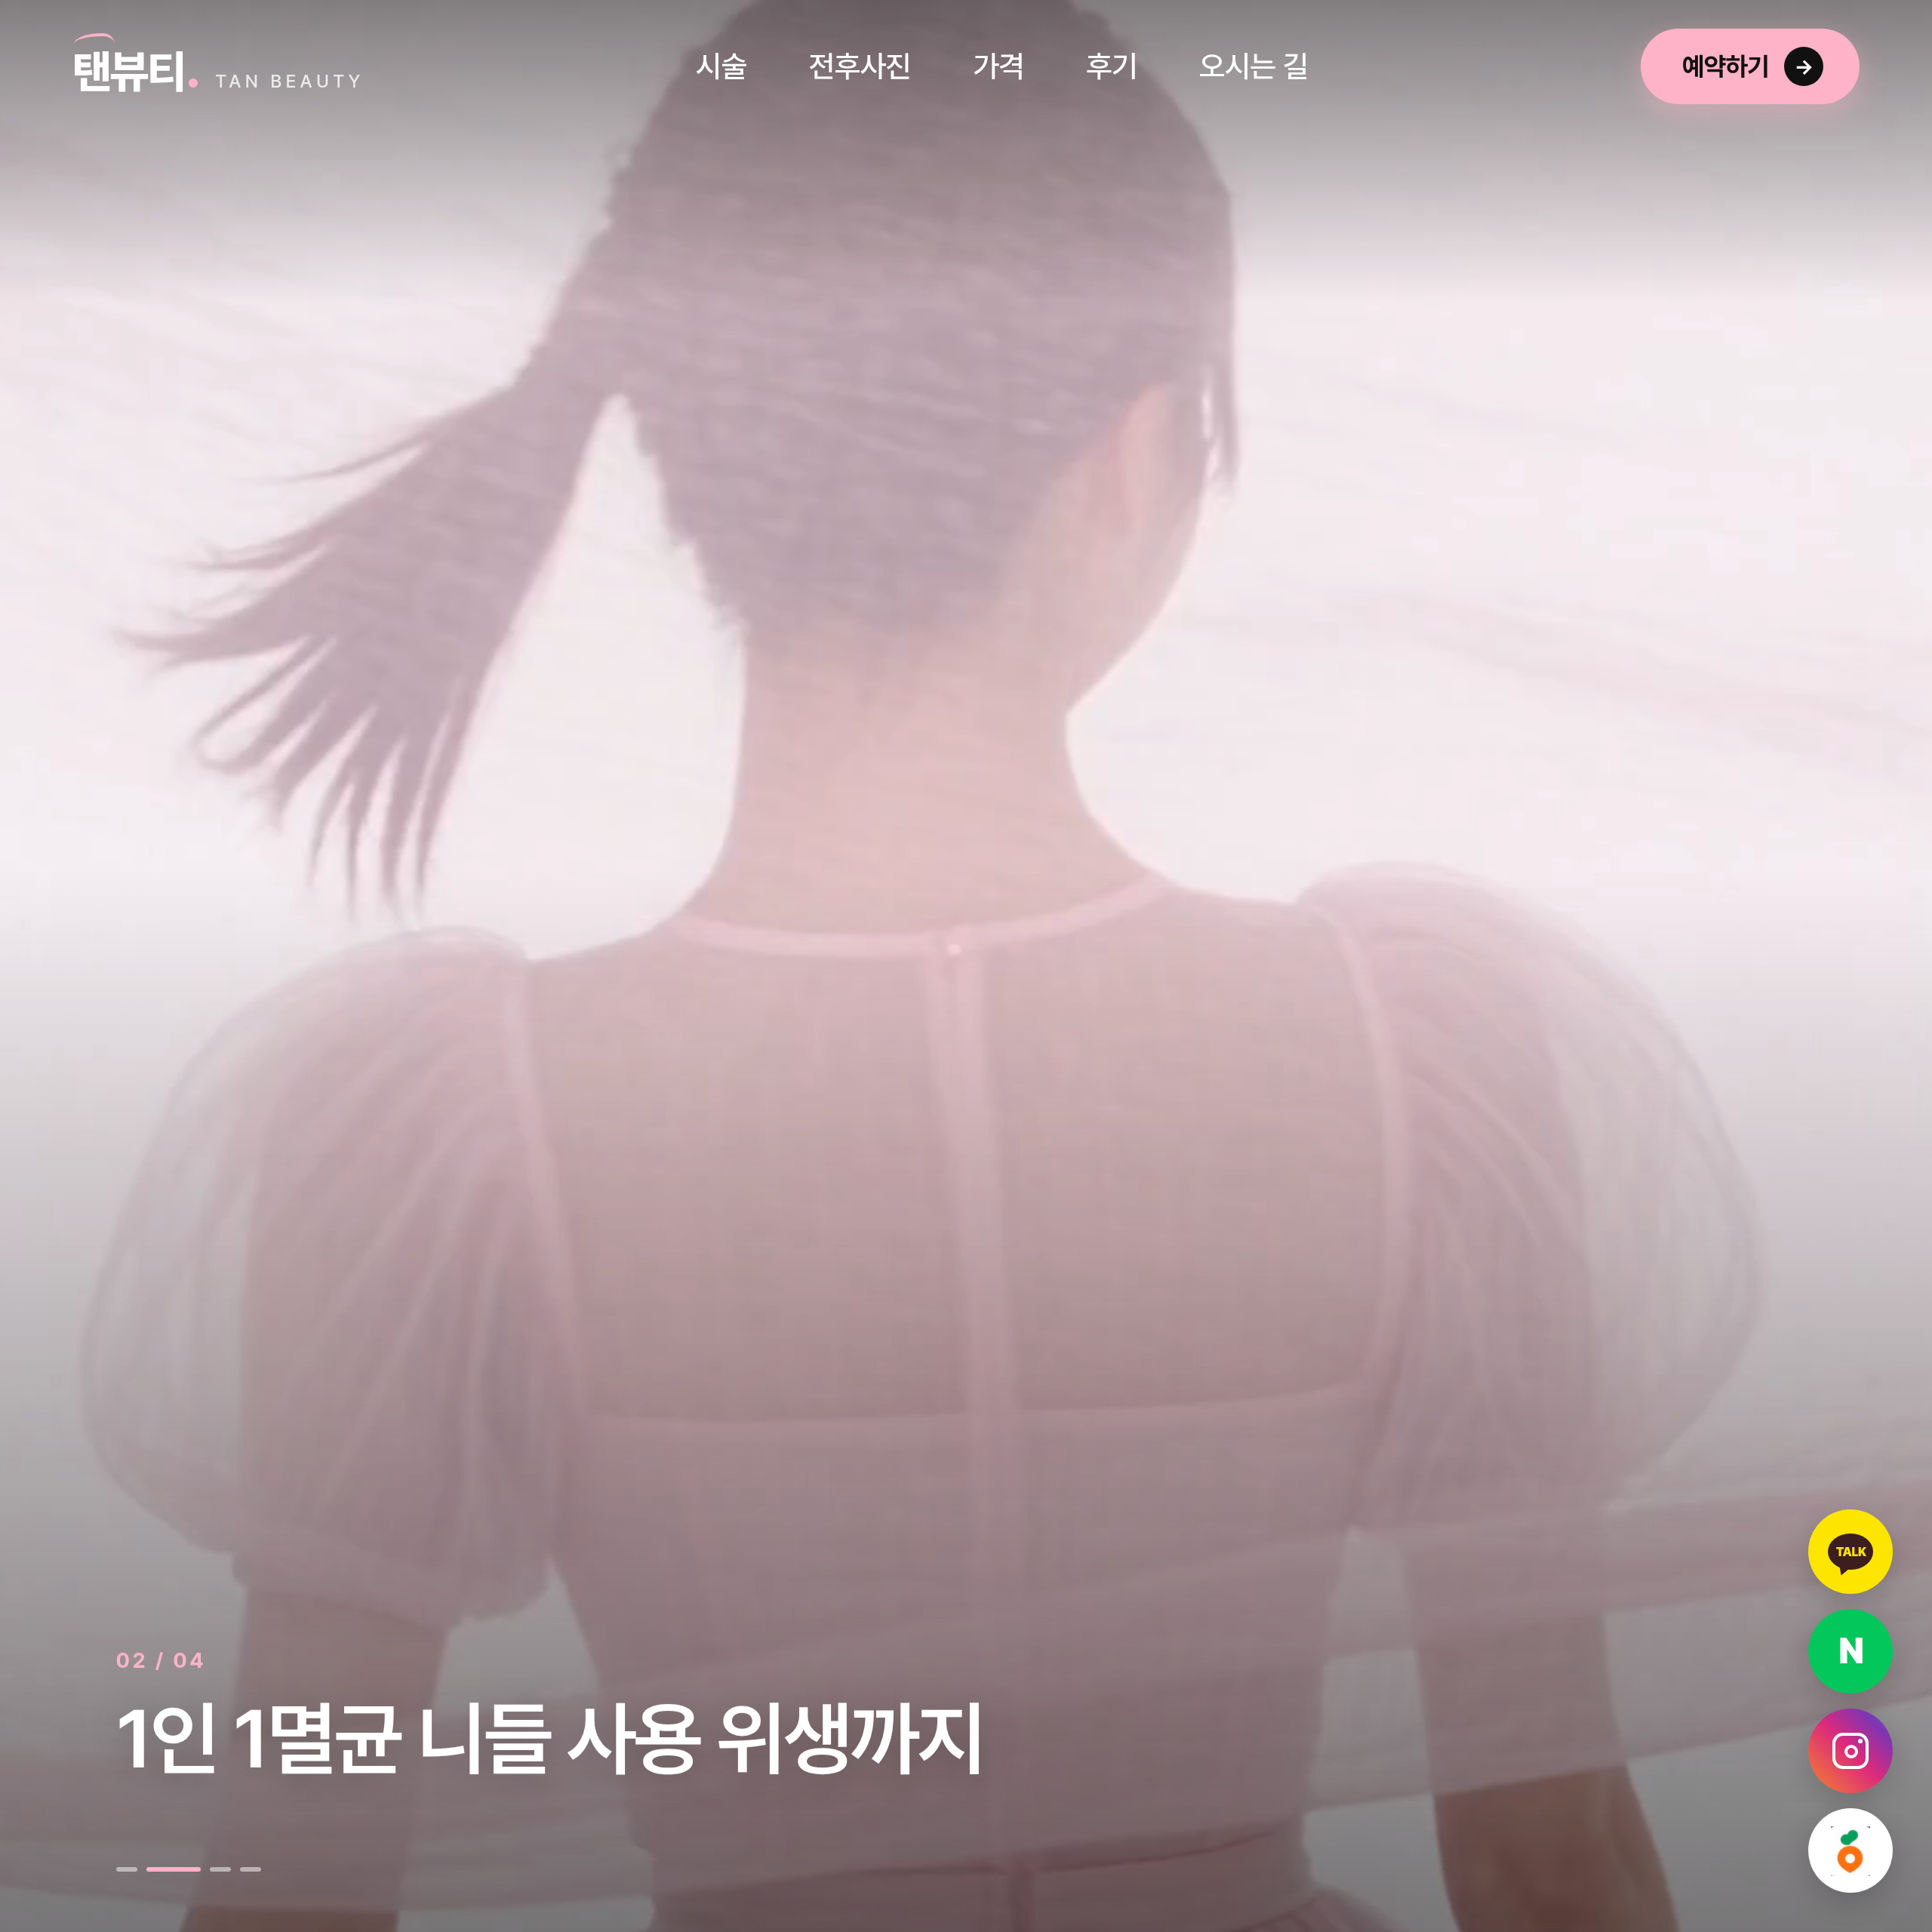 탠뷰티. TAN BEAUTY
시술 전후사진 가격 후기 오시는 길
예약하기
TALK
N
02 / 04
1인 1멸균 니들 사용 위생까지